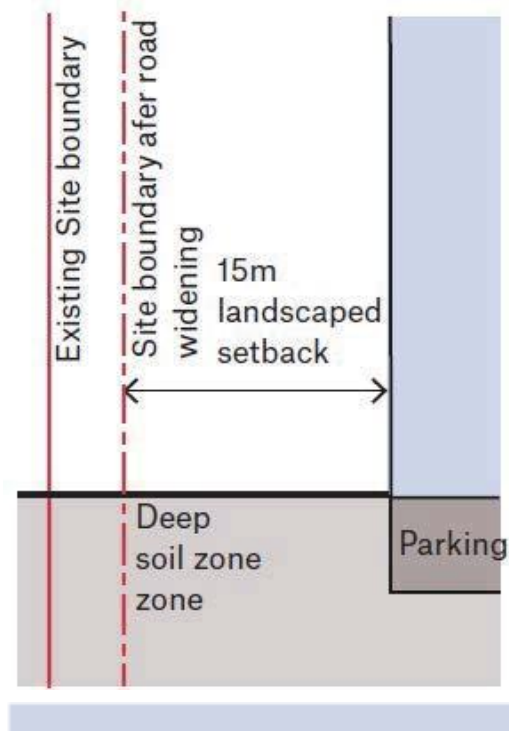 Existing Site boundary
Site boundary afer road
widening
15m
landscaped
setback
Deep
soil zone
zone
Parking